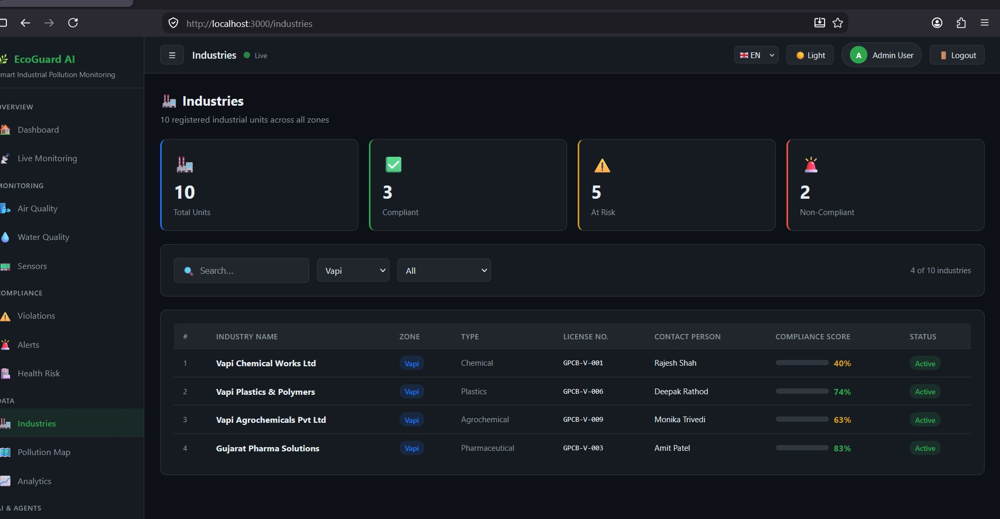 http://localhost:3000/industries
EcoGuard AI
mart Industrial Pollution Monitoring
OVERVIEW
Dashboard
Live Monitoring
MONITORING
Air Quality
Water Quality
Sensors
COMPLIANCE
Violations
Alerts
Health Risk
DATA
Industries
Pollution Map
Analytics
AI & AGENTS
☰ Industries Live
EN Light A Admin User Logout
Industries
10 registered industrial units across all zones
10
Total Units
3
Compliant
5
At Risk
2
Non-Compliant
Search... Vapi All 4 of 10 industries
# INDUSTRY NAME ZONE TYPE LICENSE NO. CONTACT PERSON COMPLIANCE SCORE STATUS
1 Vapi Chemical Works Ltd Vapi Chemical GPCB-V-001 Rajesh Shah 40% Active
2 Vapi Plastics & Polymers Vapi Plastics GPCB-V-006 Deepak Rathod 74% Active
3 Vapi Agrochemicals Pvt Ltd Vapi Agrochemical GPCB-V-009 Monika Trivedi 63% Active
4 Gujarat Pharma Solutions Vapi Pharmaceutical GPCB-V-003 Amit Patel 83% Active